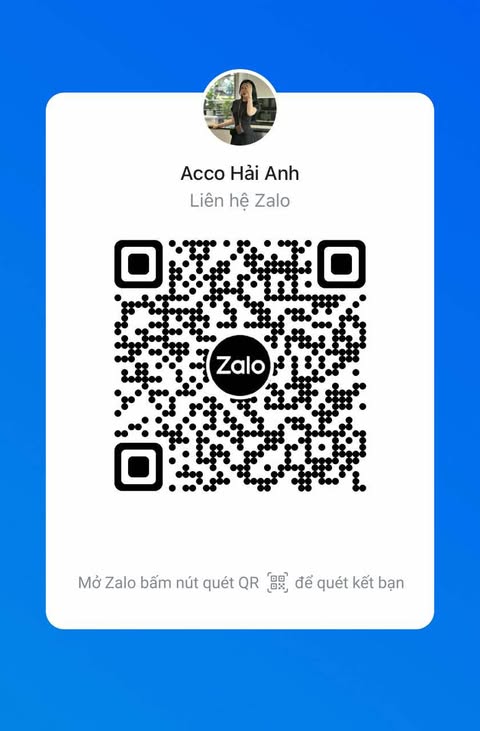 Acco Hải Anh
Liên hệ Zalo
Zalo
Mở Zalo bấm nút quét QR để quét kết bạn